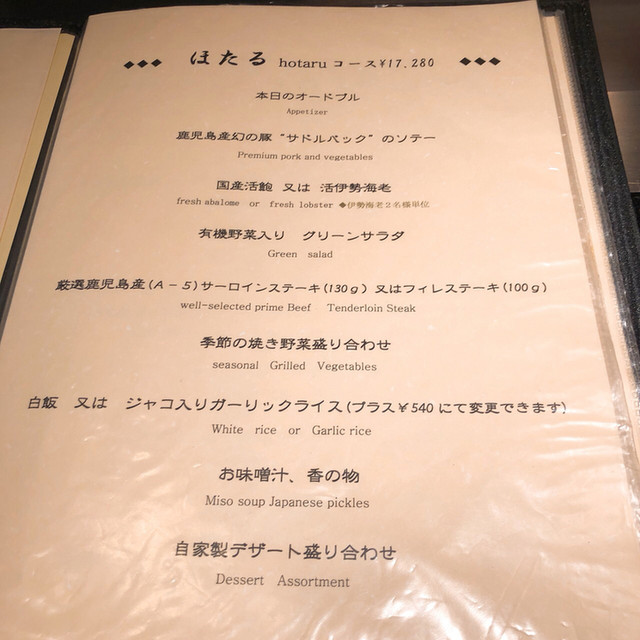 ◆◆◆ ほたる hotaru コース¥17,280 ◆◆◆
本日のオードブル
Appetizer
鹿児島産幻の豚“サドルバック”のソテー
Premium pork and vegetables
国産活鮑 又は 活伊勢海老
fresh abalome or fresh lobster ◆伊勢海老2名様単位
有機野菜入り グリーンサラダ
Green salad
厳選鹿児島産(A-5)サーロインステーキ(130g) 又はフィレステーキ(100g)
well-selected prime Beef Tenderloin Steak
季節の焼き野菜盛り合わせ
seasonal Grilled Vegetables
白飯 又は ジャコ入りガーリックライス(プラス¥540にて変更できます)
White rice or Garlic rice
お味噌汁、香の物
Miso soup Japanese pickles
自家製デザート盛り合わせ
Dessert Assortment